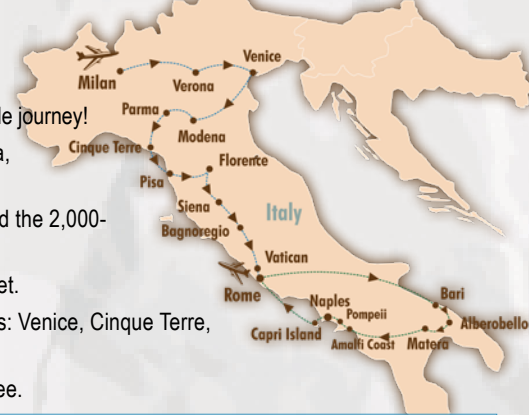 Venice
Milan
Verona
le journey!
Parma
Modena
a,
Cinque Terre
Florence
Pisa
Siena
Italy
d the 2,000-
Bagnoregio
Vatican
et.
Rome
Naples
Bari
s: Venice, Cinque Terre,
Pompeii
Alberobello
Capri Island
Amalfi Coast
Matera
ee.